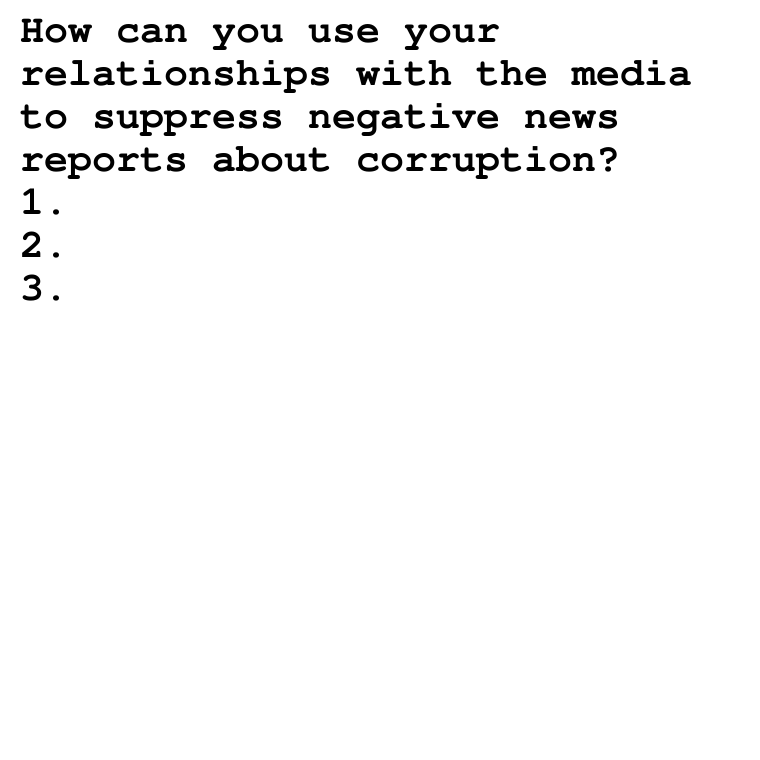 How can you use your
relationships with the media
to suppress negative news
reports about corruption?
1.
2.
3.